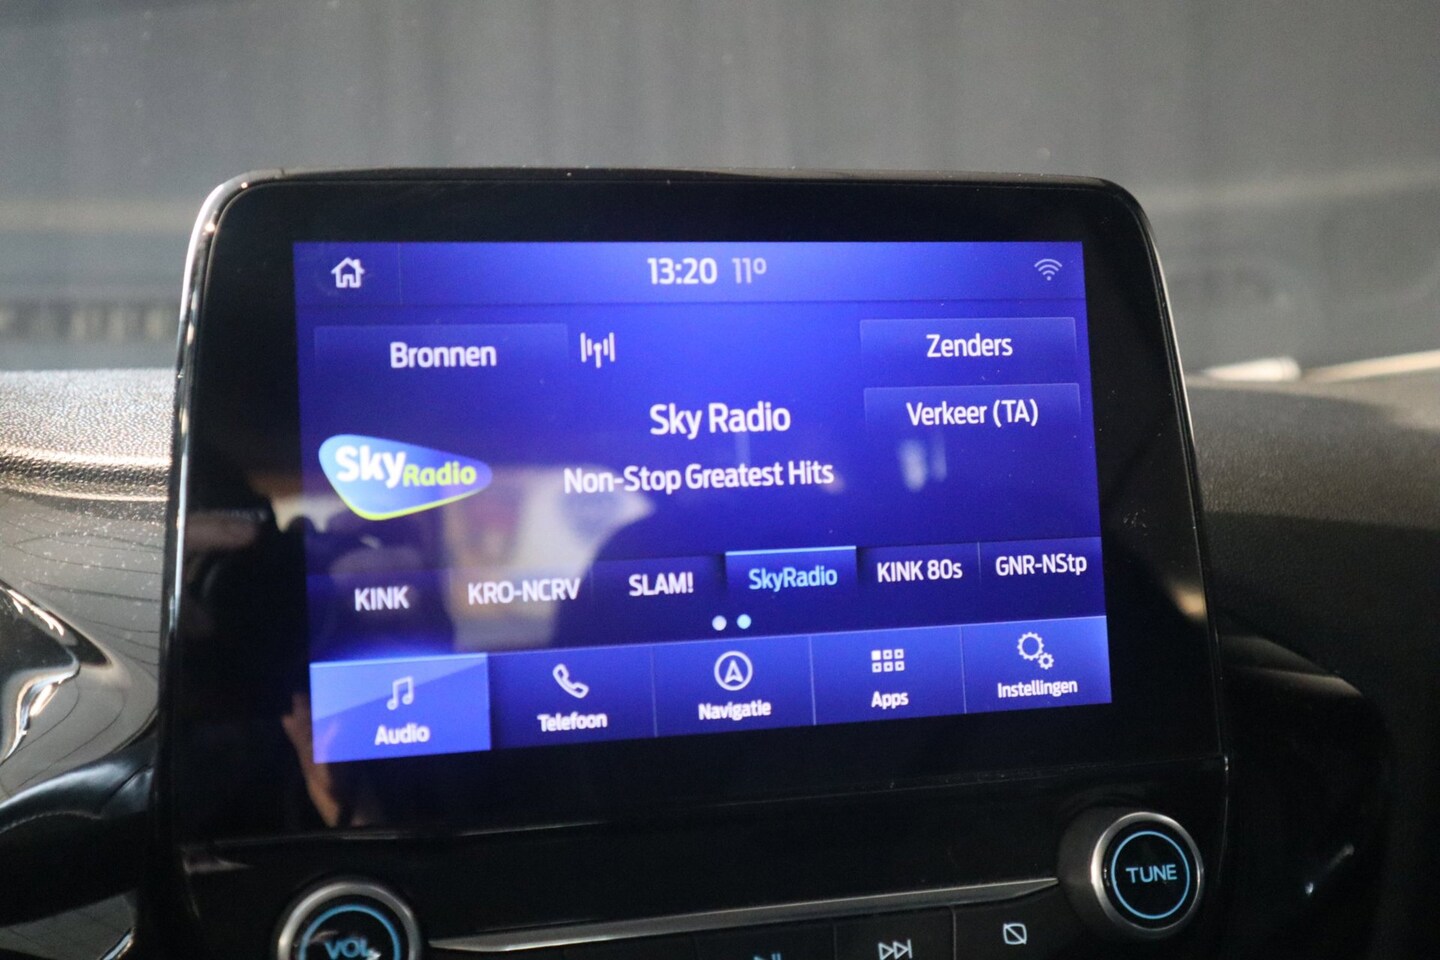 13:20 11°
Bronnen
Zenders
Sky Radio
Verkeer (TA)
SkyRadio
Non-Stop Greatest Hits
KINK
KRO-NCRV
SLAM!
SkyRadio
KINK 80s
GNR-NStp
Audio
Telefoon
Navigatie
Apps
Instellingen
VOL
TUNE